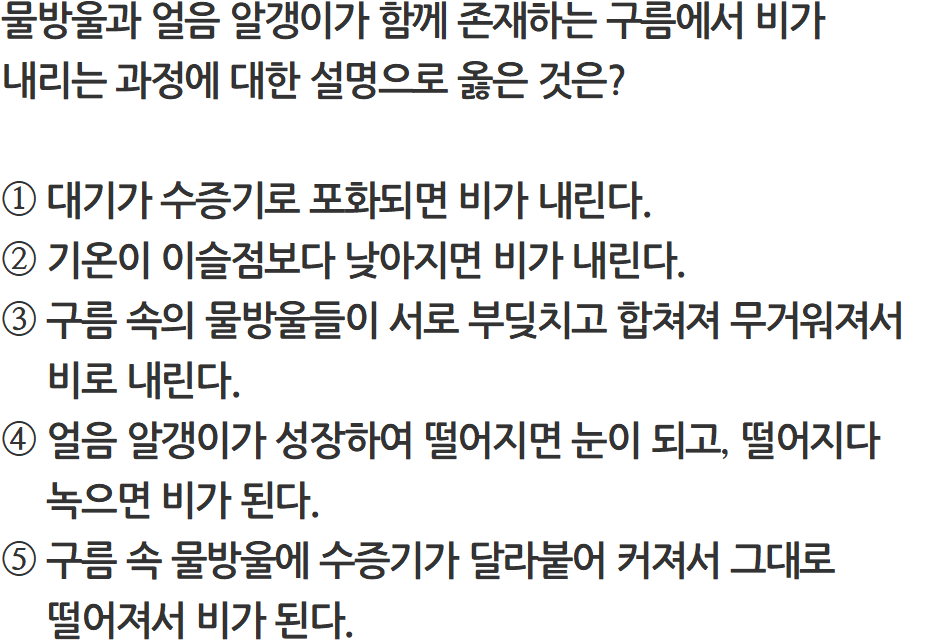 물방울과 얼음 알갱이가 함께 존재하는 구름에서 비가
내리는 과정에 대한 설명으로 옳은 것은?
① 대기가 수증기로 포화되면 비가 내린다.
② 기온이 이슬점보다 낮아지면 비가 내린다.
③ 구름 속의 물방울들이 서로 부딪치고 합쳐져 무거워져서
비로 내린다.
④ 얼음 알갱이가 성장하여 떨어지면 눈이 되고, 떨어지다
녹으면 비가 된다.
⑤ 구름 속 물방울에 수증기가 달라붙어 커져서 그대로
떨어져서 비가 된다.